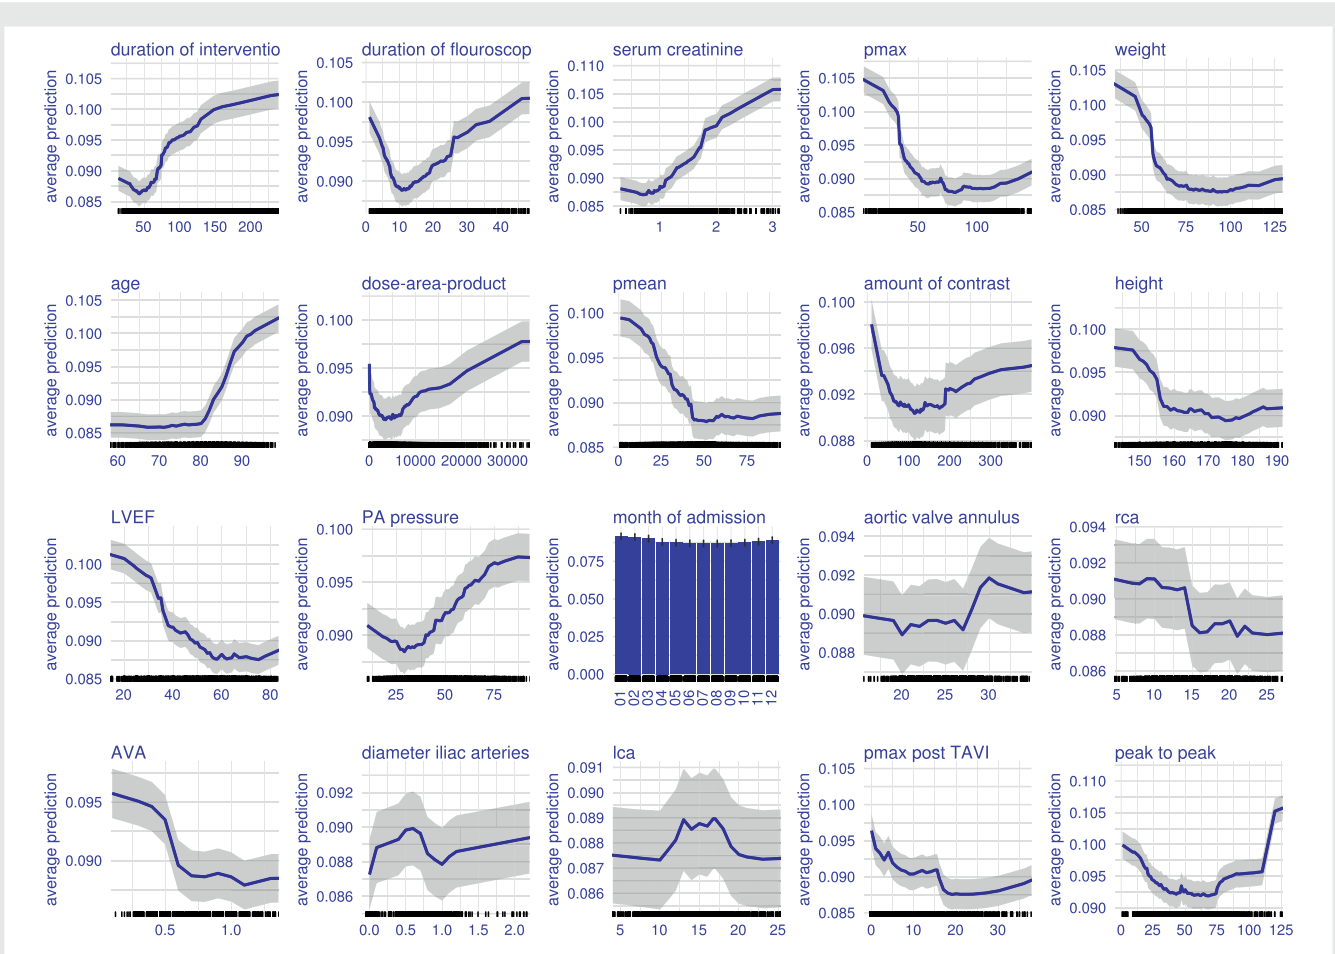 duration of interventio
average prediction
0.105
0.100
0.095
0.090
0.085
50 100 150 200
duration of flouroscop
average prediction
0.105
0.100
0.095
0.090
0 10 20 30 40
serum creatinine
average prediction
0.110
0.105
0.100
0.095
0.090
0.085
1 2 3
pmax
average prediction
0.105
0.100
0.095
0.090
0.085
50 100
weight
average prediction
0.105
0.100
0.095
0.090
0.085
50 75 100 125
age
average prediction
0.105
0.100
0.095
0.090
0.085
60 70 80 90
dose-area-product
average prediction
0.100
0.095
0.090
0 10000 20000 30000
pmean
average prediction
0.100
0.095
0.090
0.085
0 25 50 75
amount of contrast
average prediction
0.100
0.096
0.092
0.088
0 100 200 300
height
average prediction
0.100
0.095
0.090
150 160 170 180 190
LVEF
average prediction
0.100
0.095
0.090
0.085
20 40 60 80
PA pressure
average prediction
0.100
0.095
0.090
25 50 75
month of admission
average prediction
0.075
0.050
0.025
0.000
01 02 03 04 05 06 07 08 09 10 11 12
aortic valve annulus
average prediction
0.094
0.092
0.090
0.088
20 25 30
rca
average prediction
0.094
0.092
0.090
0.088
0.086
5 10 15 20 25
AVA
average prediction
0.095
0.090
0.5 1.0
diameter iliac arteries
average prediction
0.092
0.090
0.088
0.086
0.0 0.5 1.0 1.5 2.0
lca
average prediction
0.091
0.090
0.089
0.088
0.087
0.086
5 10 15 20 25
pmax post TAVI
average prediction
0.105
0.100
0.095
0.090
0.085
0 10 20 30
peak to peak
average prediction
0.110
0.105
0.100
0.095
0.090
0 25 50 75 100 125